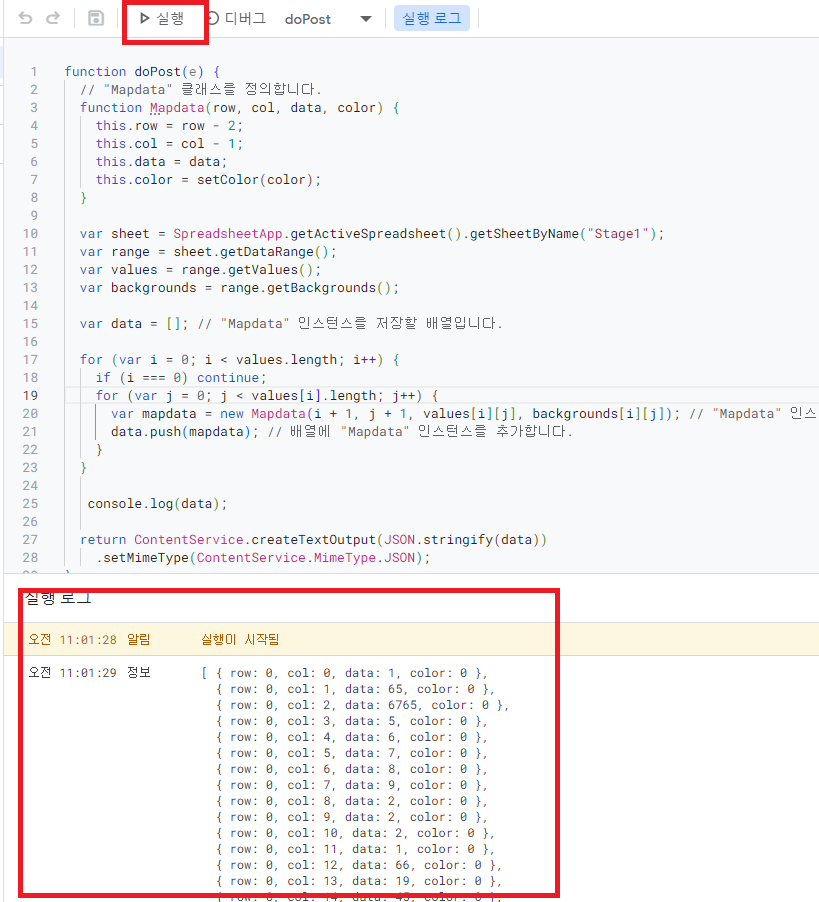 실행 디버그 doPost 실행 로그
1 function doPost(e) {
2 // "Mapdata" 클래스를 정의합니다.
3 function Mapdata(row, col, data, color) {
4 this.row = row - 2;
5 this.col = col - 1;
6 this.data = data;
7 this.color = setColor(color);
8 }
9
10 var sheet = SpreadsheetApp.getActiveSpreadsheet().getSheetByName("Stage1");
11 var range = sheet.getDataRange();
12 var values = range.getValues();
13 var backgrounds = range.getBackgrounds();
14
15 var data = []; // "Mapdata" 인스턴스를 저장할 배열입니다.
16
17 for (var i = 0; i < values.length; i++) {
18 if (i === 0) continue;
19 for (var j = 0; j < values[i].length; j++) {
20 var mapdata = new Mapdata(i + 1, j + 1, values[i][j], backgrounds[i][j]); // "Mapdata" 인스
21 data.push(mapdata); // 배열에 "Mapdata" 인스턴스를 추가합니다.
22 }
23 }
24
25 console.log(data);
26
27 return ContentService.createTextOutput(JSON.stringify(data))
28 .setMimeType(ContentService.MimeType.JSON);
실행 로그
오전 11:01:28 알림 실행이 시작됨
오전 11:01:29 정보 [ { row: 0, col: 0, data: 1, color: 0 },
{ row: 0, col: 1, data: 65, color: 0 },
{ row: 0, col: 2, data: 6765, color: 0 },
{ row: 0, col: 3, data: 5, color: 0 },
{ row: 0, col: 4, data: 6, color: 0 },
{ row: 0, col: 5, data: 7, color: 0 },
{ row: 0, col: 6, data: 8, color: 0 },
{ row: 0, col: 7, data: 9, color: 0 },
{ row: 0, col: 8, data: 2, color: 0 },
{ row: 0, col: 9, data: 2, color: 0 },
{ row: 0, col: 10, data: 2, color: 0 },
{ row: 0, col: 11, data: 1, color: 0 },
{ row: 0, col: 12, data: 66, color: 0 },
{ row: 0, col: 13, data: 19, color: 0 },